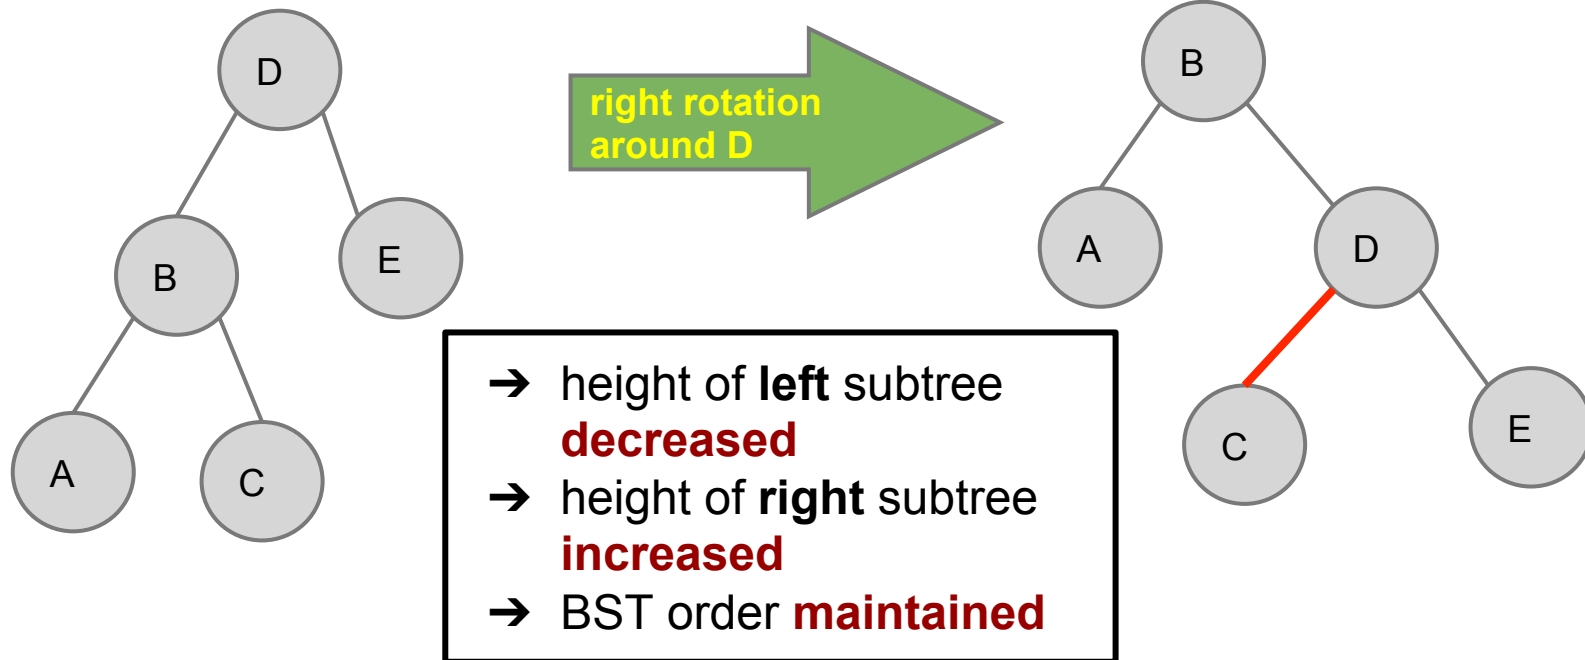 D
B
E
A
C
right rotation
around D
B
A
D
C
E
➔ height of left subtree
decreased
➔ height of right subtree
increased
➔ BST order maintained